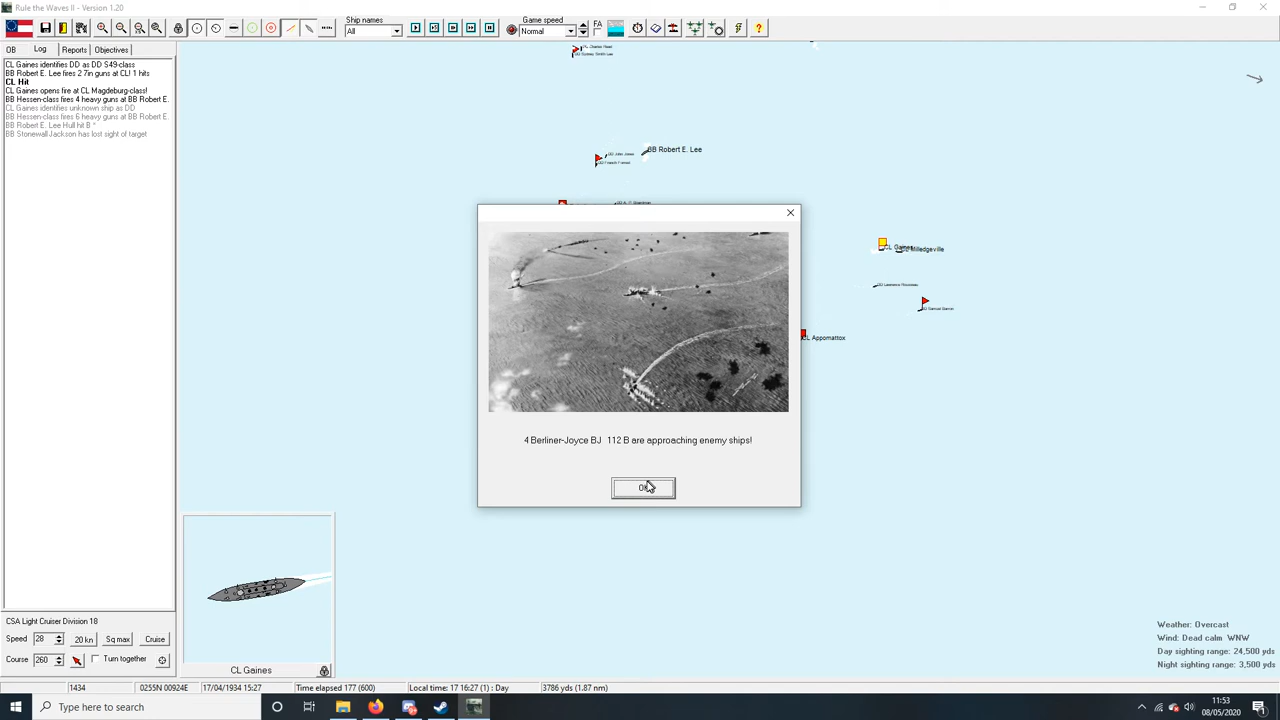 Rule the Waves II - Version 1.20
Ship names
All
Game speed
Normal
FA
OB Log Reports Objectives
CL Gaines identifies DD as DD S49-class
BB Robert E. Lee fires 2 7in guns at CL! 1 hits
CL Hit
CL Gaines opens fire at CL Magdeburg-class!
BB Hessen-class fires 4 heavy guns at BB Robert E.
CL Gaines identifies unknown ship as DD
BB Hessen-class fires 6 heavy guns at BB Robert E.
BB Robert E. Lee Hull hit B *
BB Stonewall Jackson has lost sight of target
BB Robert E. Lee
CL Appomattox
4 Berliner-Joyce BJ 112 B are approaching enemy ships!
CSA Light Cruiser Division 18
Speed 28 20 kn Sq max Cruise
Course 260 Turn together
CL Gaines
Weather: Overcast
Wind: Dead calm WNW
Day sighting range: 24,500 yds
Night sighting range: 3,500 yds
1434 0255N 00924E 17/04/1934 15:27 Time elapsed 177 (600) Local time: 17 16:27 (1) : Day 3786 yds (1.87 nm)
Type here to search
11:53
08/05/2020